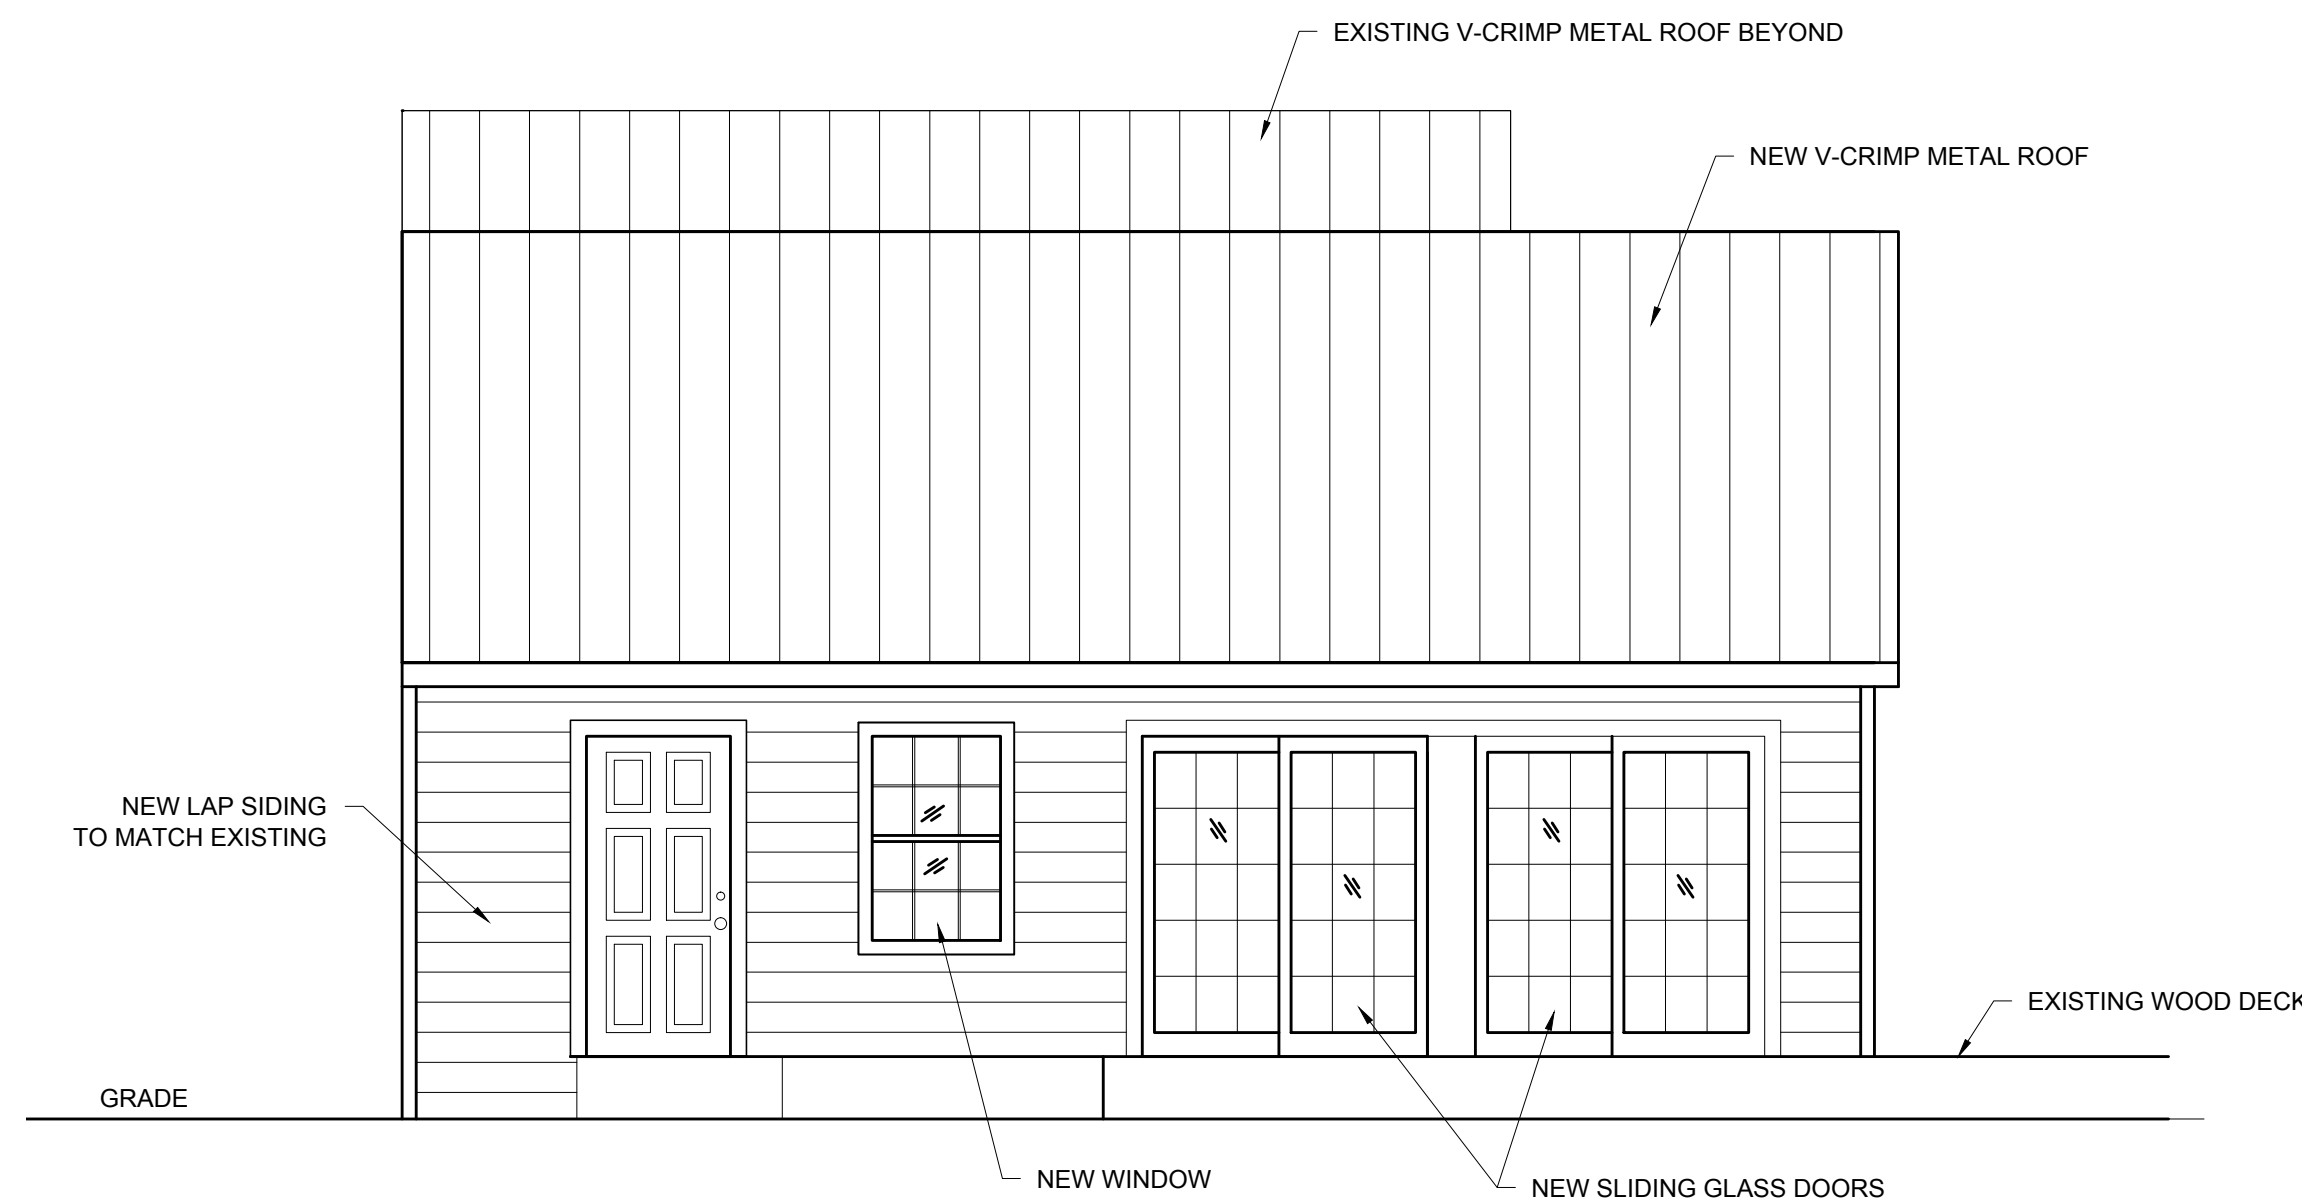 EXISTING V-CRIMP METAL ROOF BEYOND
NEW V-CRIMP METAL ROOF
NEW LAP SIDING
TO MATCH EXISTING
EXISTING WOOD DECK
GRADE
NEW WINDOW
NEW SLIDING GLASS DOORS